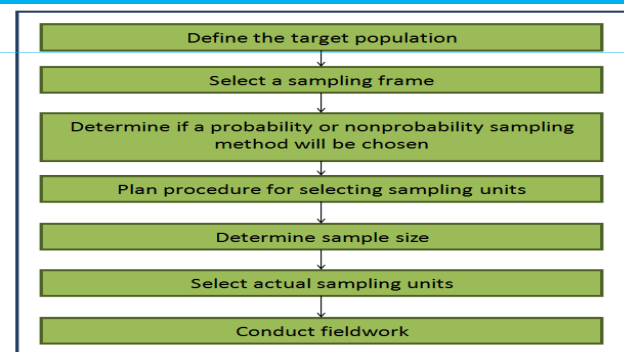 Define the target population
Select a sampling frame
Determine if a probability or nonprobability sampling
method will be chosen
Plan procedure for selecting sampling units
Determine sample size
Select actual sampling units
Conduct fieldwork